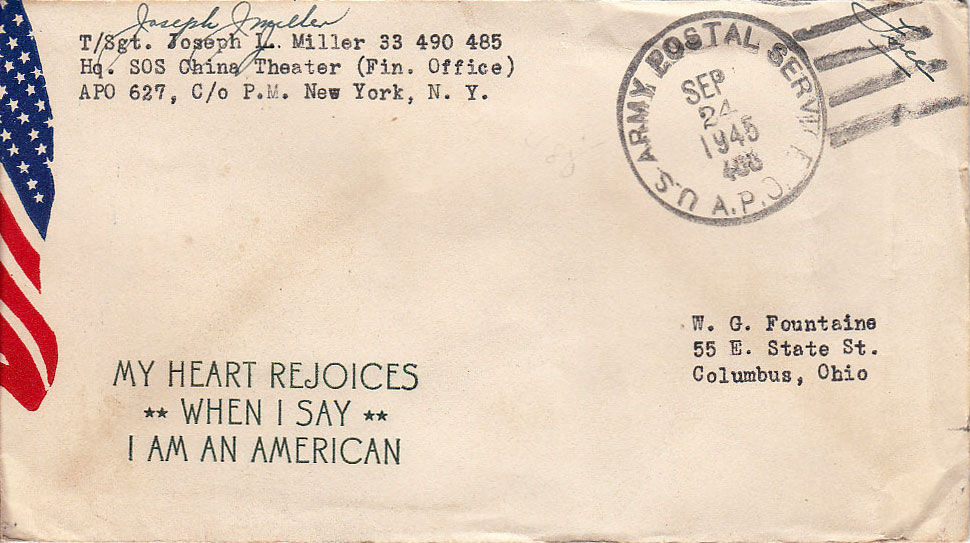 Joseph J Miller
T/Sgt. Joseph L. Miller 33 490 485
Hq. SOS China Theater (Fin. Office)
APO 627, C/o P.M. New York, N. Y.
U.S. ARMY POSTAL SERVICE
SEP
24
1945
A.P.O.
Free
W. G. Fountaine
55 E. State St.
Columbus, Ohio
MY HEART REJOICES
** WHEN I SAY **
I AM AN AMERICAN